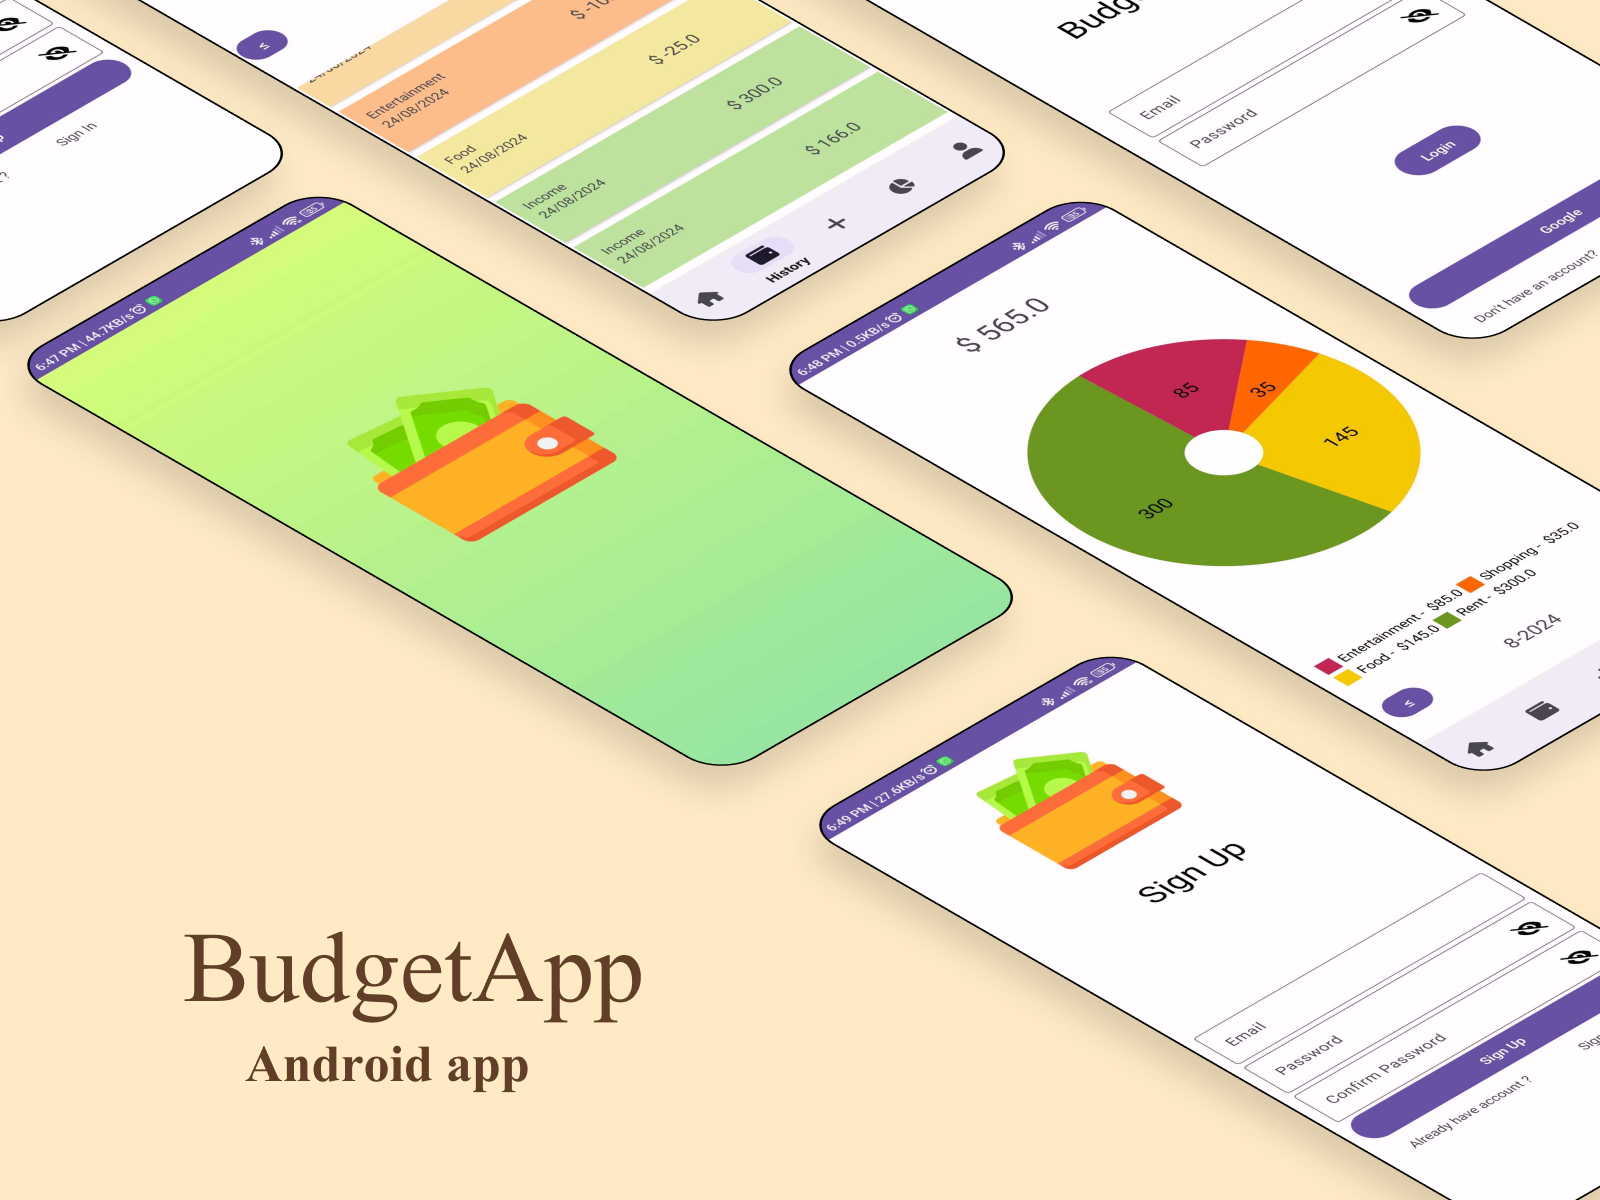 Sign In
24/08/2024
Entertainment
24/08/2024
Food
24/08/2024
$ -25.0
Income
24/08/2024
$ 300.0
Income
24/08/2024
$ 166.0
History
Email
Password
Login
Google
Don't have an account?
6:47 PM | 44.7KB/s
85
6:48 PM | 0.5KB/s
85
$ 565.0
85
35
145
300
Entertainment - $85.0 Shopping - $35.0
Food - $145.0 Rent - $300.0
8-2024
6:49 PM | 27.6KB/s
85
Sign Up
Email
Password
Confirm Password
Sign Up
Already have account ?
BudgetApp
Android app